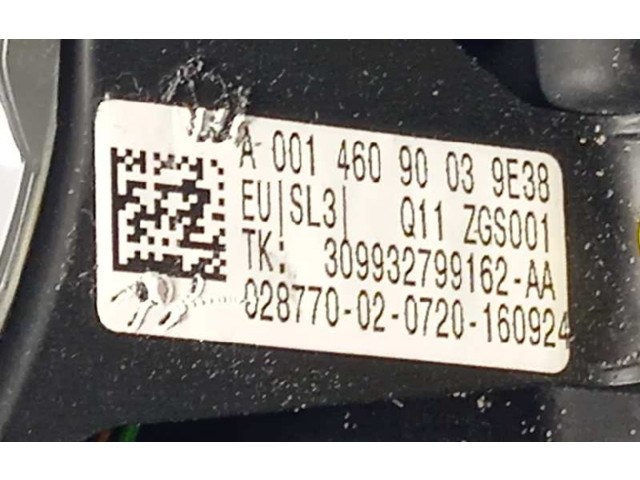 A 001 460 90 03 9E38
EU|SL3| Q11 ZGS001
TK: 309932799162-AA
028770-02-0720-160924